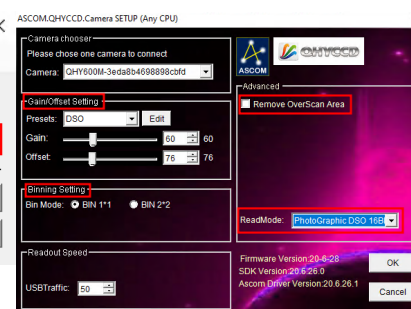 ASCOM.QHYCCD.Camera SETUP (Any CPU)
Camera chooser
Please chose one camera to connect
Camera: QHY600M-3eda8b4698898cbfd
ASCOM
QHYCCD
Gain/Offset Setting
Presets: DSO Edit
Gain: 60 60
Offset: 76 76
Advanced
Remove OverScan Area
Binning Setting
Bin Mode: BIN 1*1 BIN 2*2
ReadMode: PhotoGraphic DSO 16B
Readout Speed
USBTraffic: 50
Firmware Version:20-6-28
SDK Version:20.6.26.0
Ascom Driver Version:20.6.26.1
OK
Cancel